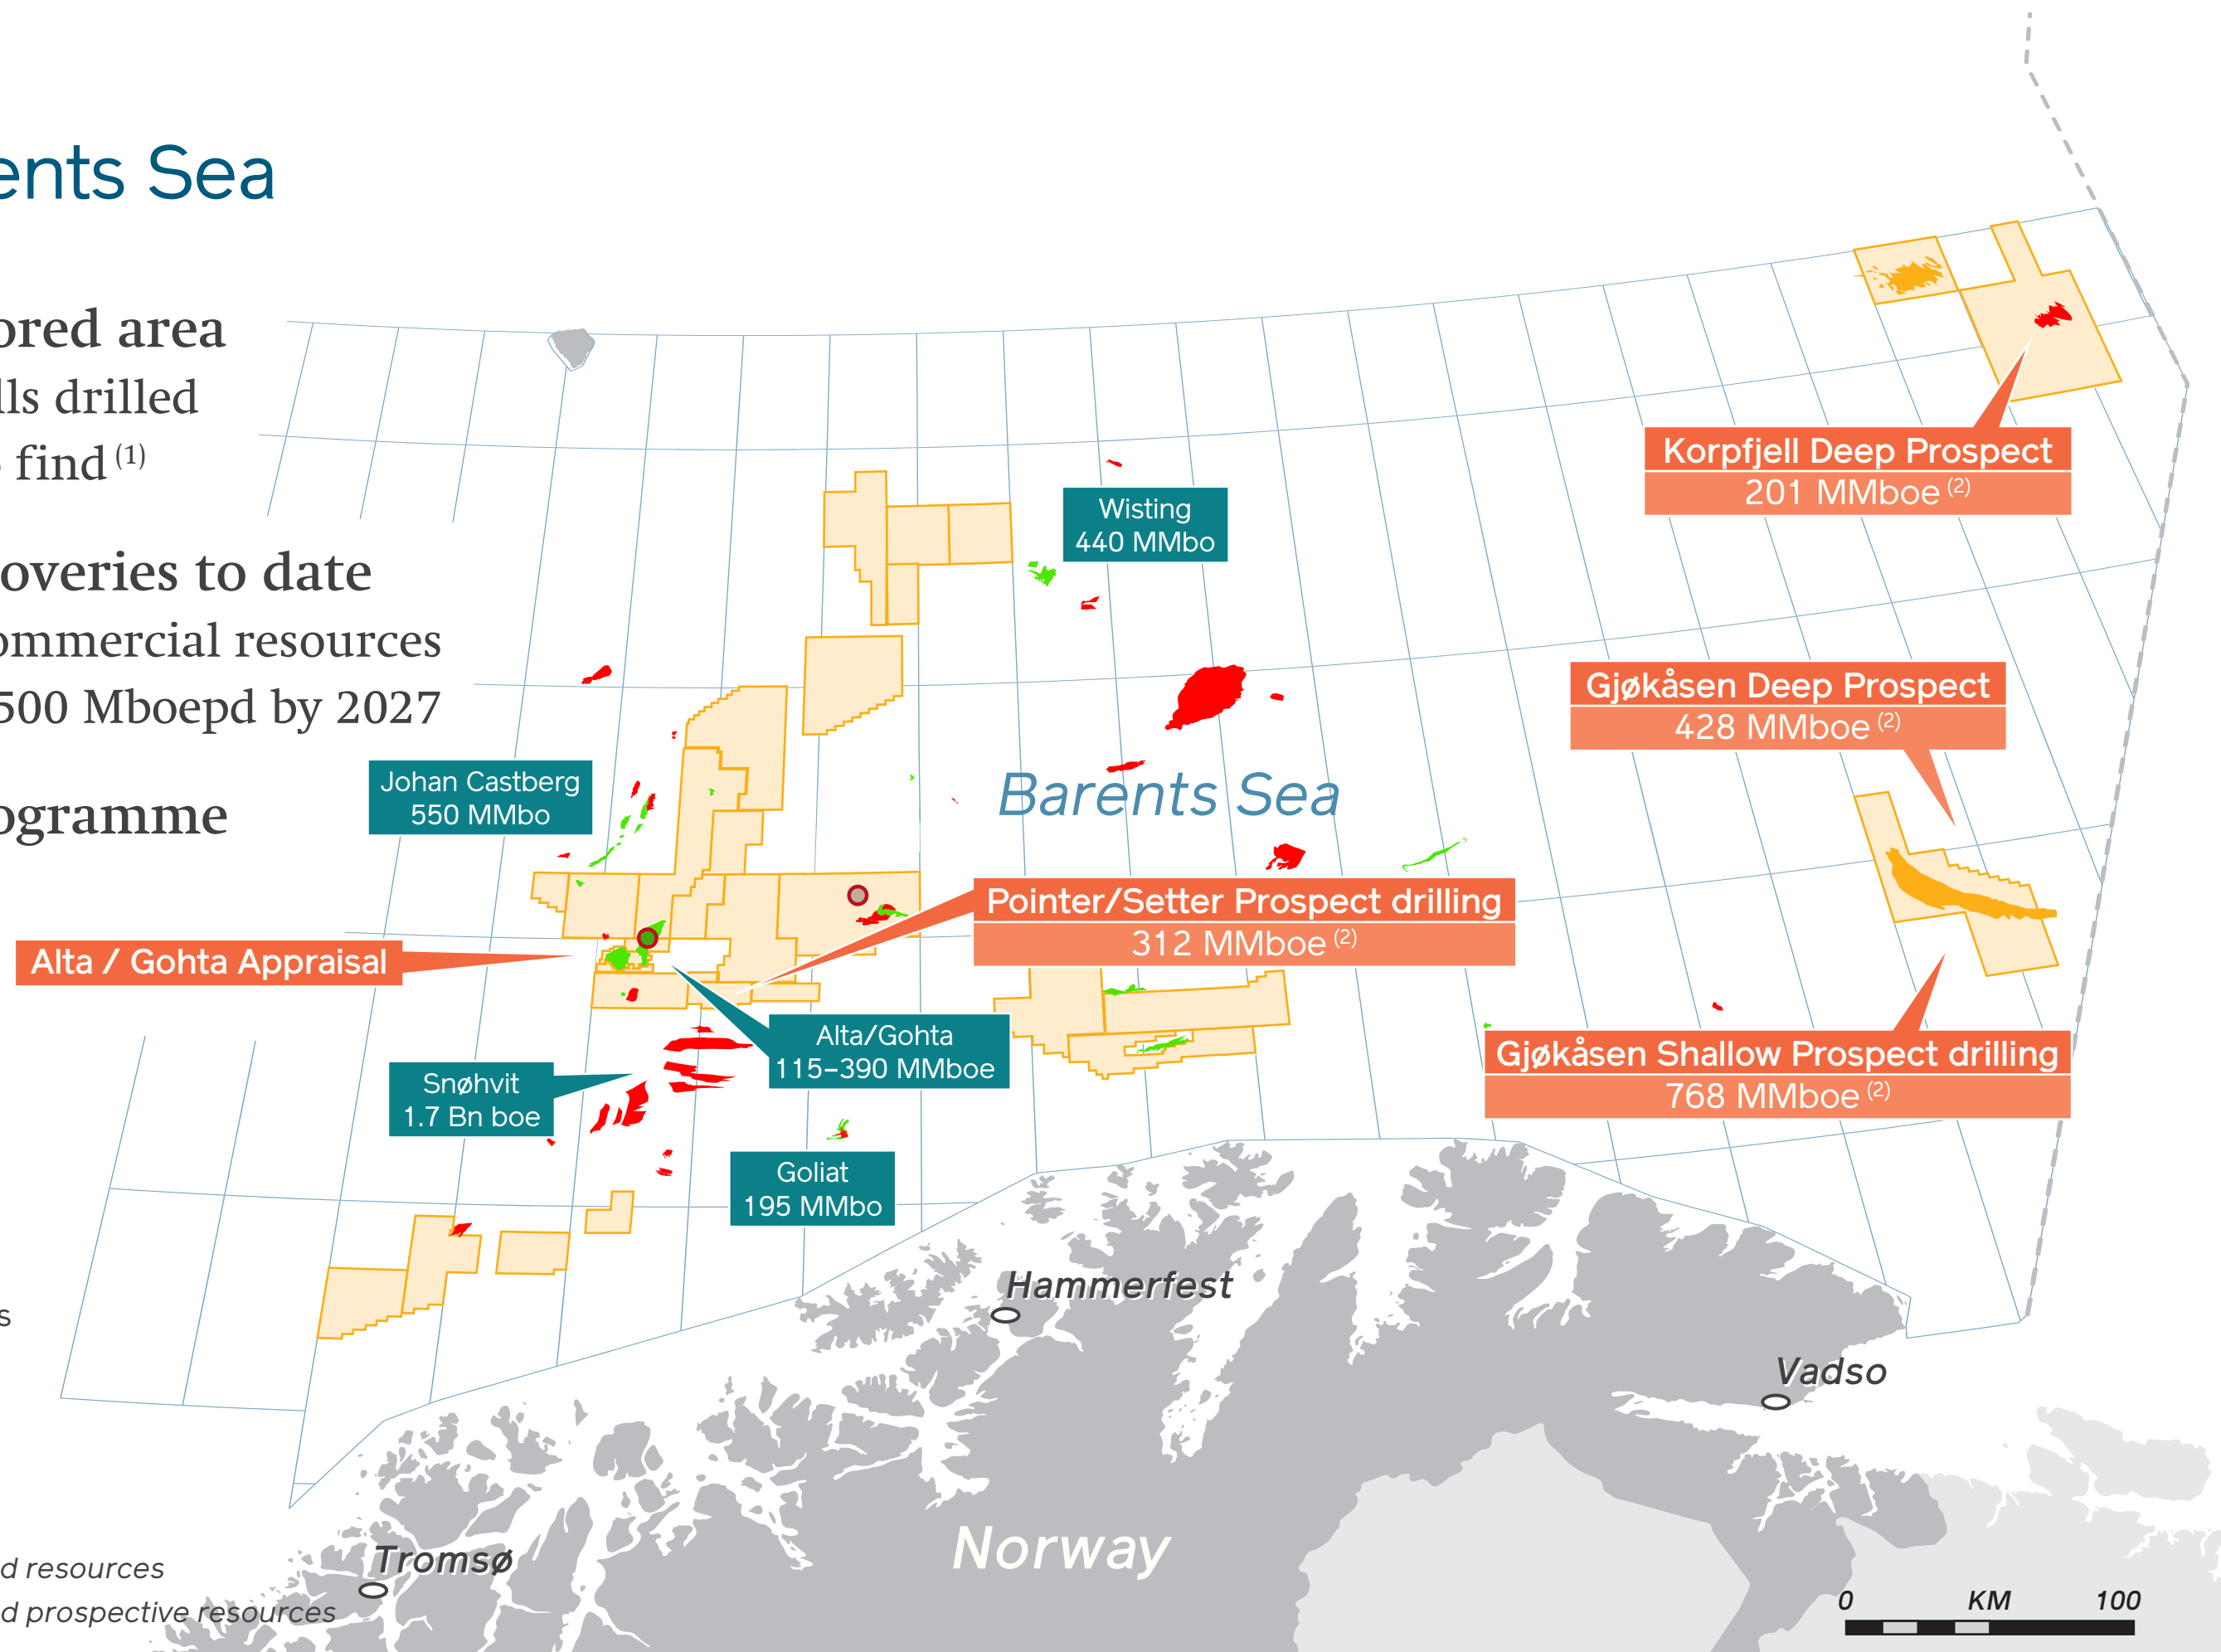 ents Sea
ored area
lls drilled
find (1)
overies to date
ommercial resources
500 Mboepd by 2027
ogramme
Korpfjell Deep Prospect
201 MMboe (2)
Wisting
440 MMbo
Gjøkåsen Deep Prospect
428 MMboe (2)
Johan Castberg
550 MMbo
Barents Sea
Pointer/Setter Prospect drilling
312 MMboe (2)
Alta / Gohta Appraisal
Alta/Gohta
115–390 MMboe
Gjøkåsen Shallow Prospect drilling
768 MMboe (2)
Snøhvit
1.7 Bn boe
Goliat
195 MMbo
Hammerfest
s
Vadso
Norway
Tromsø
d resources
d prospective resources
0 KM 100